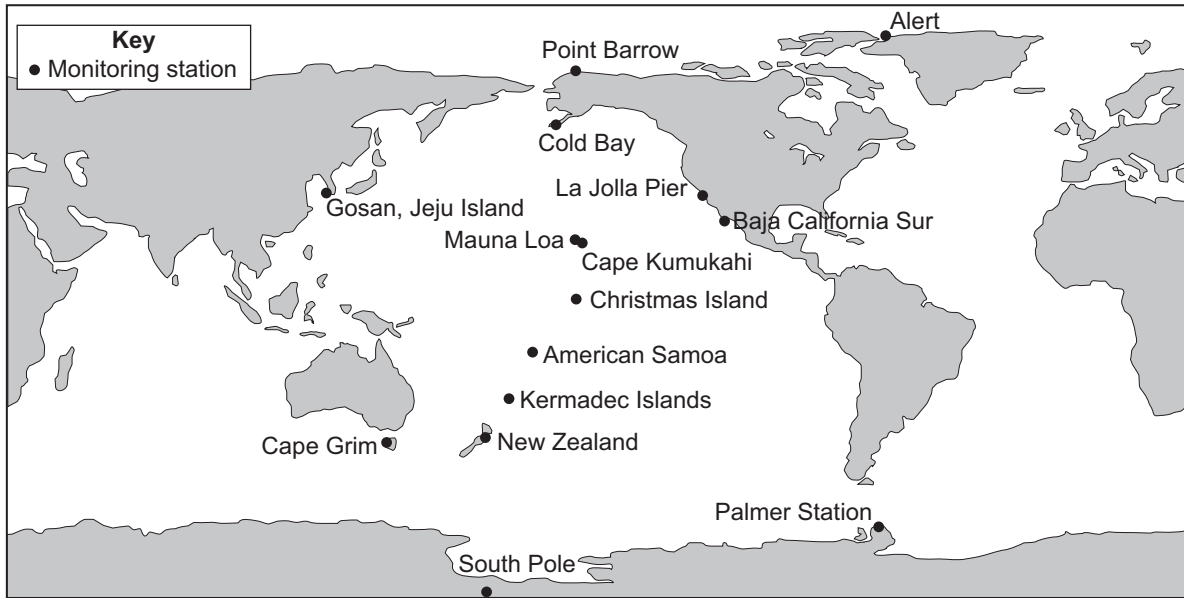 Key
Monitoring station
Alert
Point Barrow
Cold Bay
La Jolla Pier
Gosan, Jeju Island
Baja California Sur
Mauna Loa
Cape Kumukahi
Christmas Island
American Samoa
Kermadec Islands
Cape Grim
New Zealand
Palmer Station
South Pole